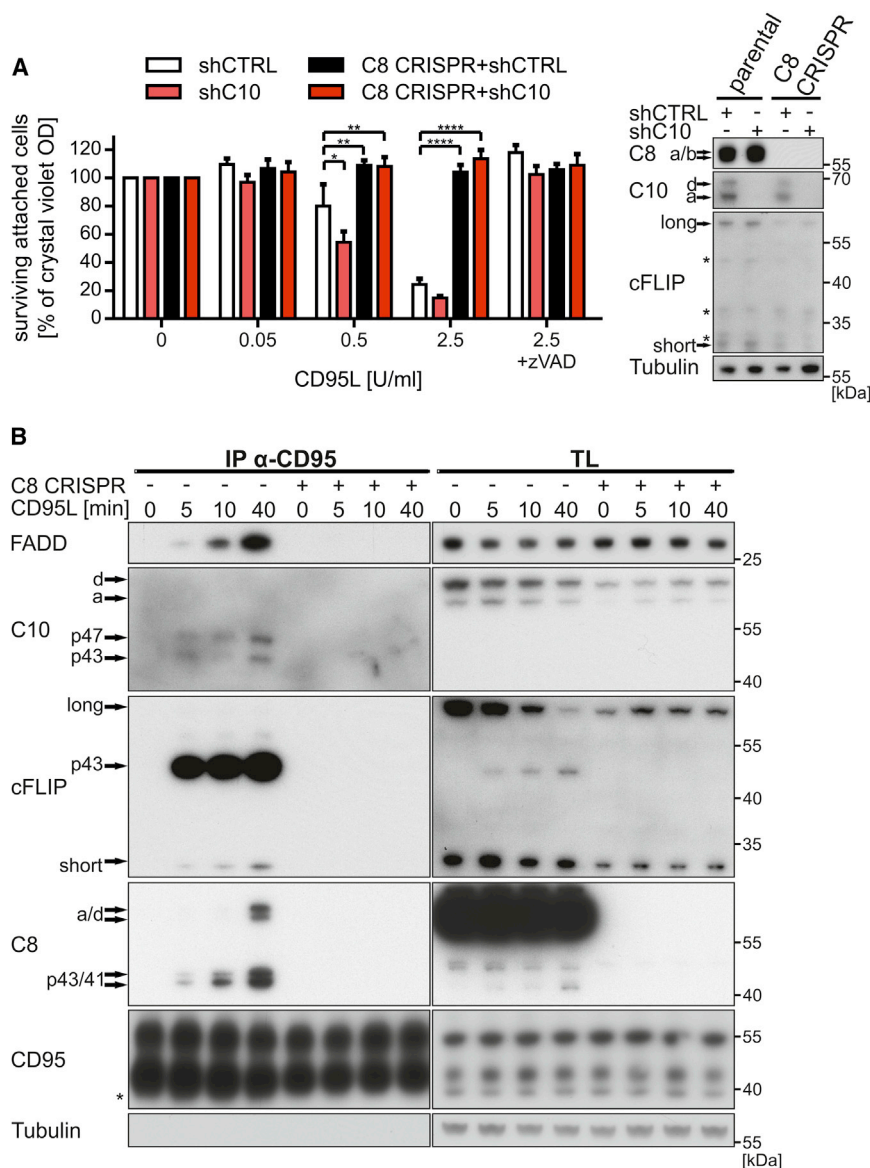 A
shCTRL
C8 CRISPR+shCTRL
shC10
C8 CRISPR+shC10
surviving attached cells
[% of crystal violet OD]
120
100
80
60
40
20
0
**
**
*
****
****
0
0.05
0.5
2.5
2.5
+zVAD
CD95L [U/ml]
parental
C8
CRISPR
shCTRL + - + -
shC10 - + - +
C8 a/b
55
C10 d
a
70
long
55
*
40
cFLIP
*
35
*
short
Tubulin
55
[kDa]
B
IP α-CD95
TL
C8 CRISPR - - - - + + + + - - - - + + + +
CD95L [min] 0 5 10 40 0 5 10 40 0 5 10 40 0 5 10 40
FADD
25
d
a
C10
55
p47
p43
40
long
55
p43
cFLIP
40
35
short
a/d
C8
55
p43/41
40
CD95
55
40
*
Tubulin
55
[kDa]